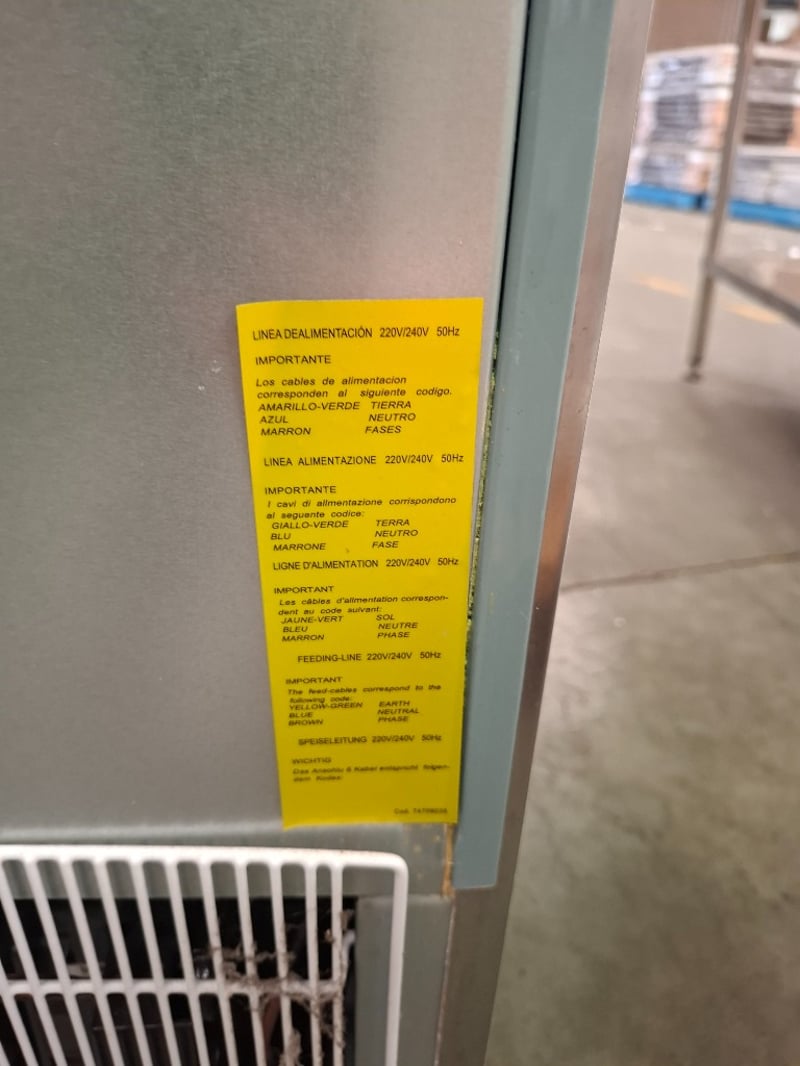 LINEA DEALIMENTACIÓN 220V/240V 50Hz
IMPORTANTE
Los cables de alimentacion
corresponden al siguiente codigo.
AMARILLO-VERDE TIERRA
AZUL NEUTRO
MARRON FASES
LINEA ALIMENTAZIONE 220V/240V 50Hz
IMPORTANTE
I cavi di alimentazione corrispondono
al seguente codice:
GIALLO-VERDE TERRA
BLU NEUTRO
MARRONE FASE
LIGNE D'ALIMENTATION 220V/240V 50Hz
IMPORTANT
Les câbles d'alimentation correspon-
dent au code suivant:
JAUNE-VERT SOL
BLEU NEUTRE
MARRON PHASE
FEEDING-LINE 220V/240V 50Hz
IMPORTANT
The feed-cables correspond to the
following code:
YELLOW-GREEN EARTH
BLUE NEUTRAL
BROWN PHASE
SPEISELEITUNG 220V/240V 50Hz
WICHTIG
Das Kabel entspricht folgen-
dem Kodes:
Cod.